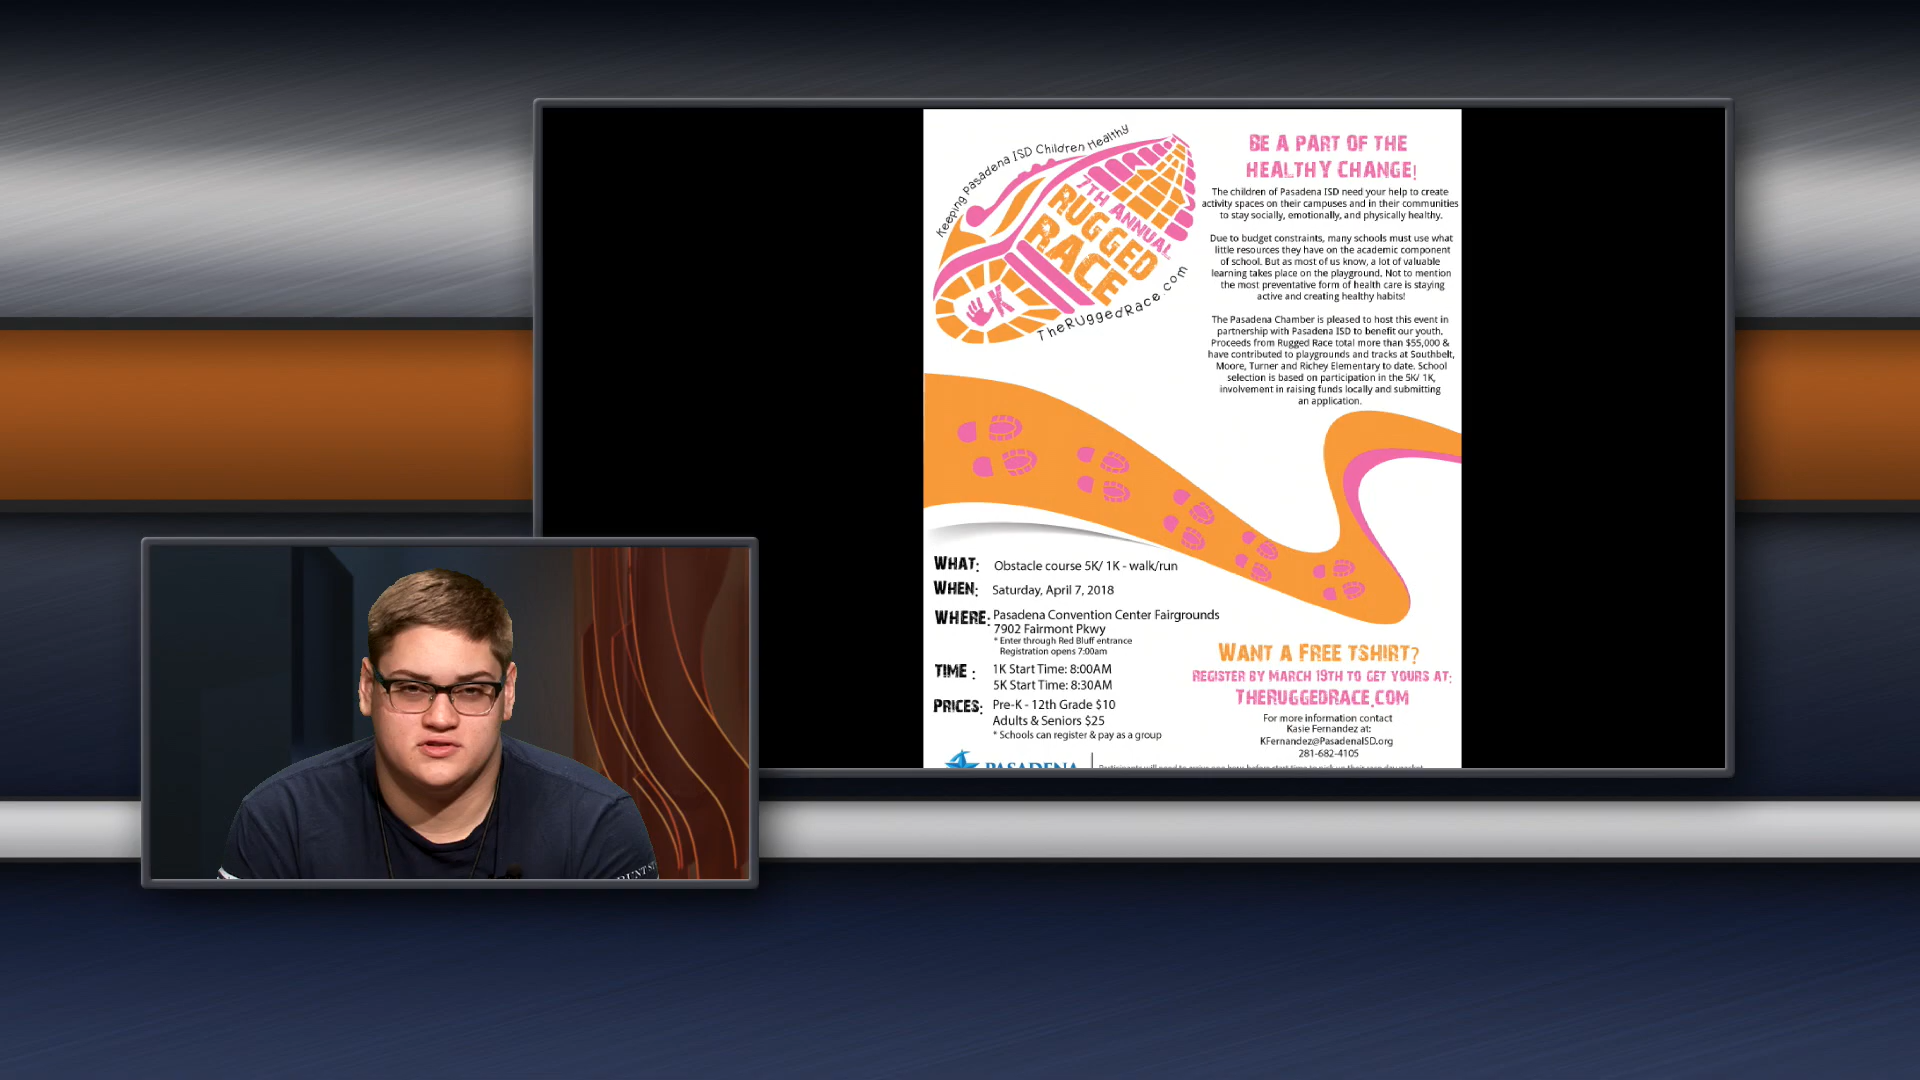 Keeping Pasadena ISD Children Healthy
7TH ANNUAL
RUGGED
RACE
K
TheRuggedRace.com
BE A PART OF THE
HEALTHY CHANGE!
The children of Pasadena ISD need your help to create
activity spaces on their campuses and in their communities
to stay socially, emotionally, and physically healthy.
Due to budget constraints, many schools must use what
little resources they have on the academic component
of school. But as most of us know, a lot of valuable
learning takes place on the playground. Not to mention
the most preventative form of health care is staying
active and creating healthy habits!
The Pasadena Chamber is pleased to host this event in
partnership with Pasadena ISD to benefit our youth.
Proceeds from Rugged Race total more than $55,000 &
have contributed to playgrounds and tracks at Southbelt,
Moore, Turner and Richey Elementary to date. School
selection is based on participation in the 5K/ 1K,
involvement in raising funds locally and submitting
an application.
WHAT: Obstacle course 5K/ 1K - walk/run
WHEN: Saturday, April 7, 2018
WHERE: Pasadena Convention Center Fairgrounds
7902 Fairmont Pkwy
* Enter through Red Bluff entrance
Registration opens 7:00am
TIME : 1K Start Time: 8:00AM
5K Start Time: 8:30AM
PRICES: Pre-K - 12th Grade $10
Adults & Seniors $25
* Schools can register & pay as a group
WANT A FREE TSHIRT?
REGISTER BY MARCH 19TH TO GET YOURS AT:
THERUGGEDRACE.COM
For more information contact
Kasie Fernandez at:
KFernandez@PasadenaISD.org
281-682-4105
PASADENA